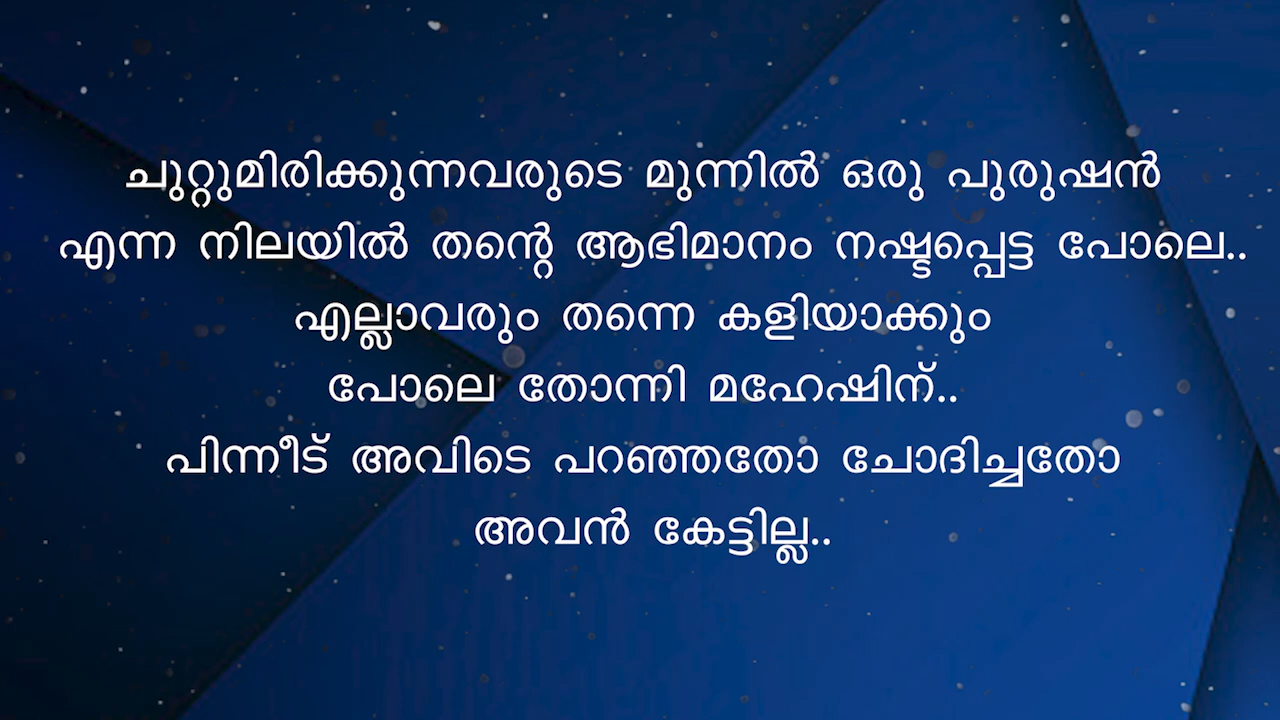 ചുറ്റുമിരിക്കുന്നവരുടെ മുന്നിൽ ഒരു പുരുഷൻ
എന്ന നിലയിൽ തന്റെ ആഭിമാനം നഷ്ടപ്പെട്ട പോലെ..
എല്ലാവരും തന്നെ കളിയാക്കും
പോലെ തോന്നി മഹേഷിന്..
പിന്നീട് അവിടെ പറഞ്ഞതോ ചോദിച്ചതോ
അവൻ കേട്ടില്ല..